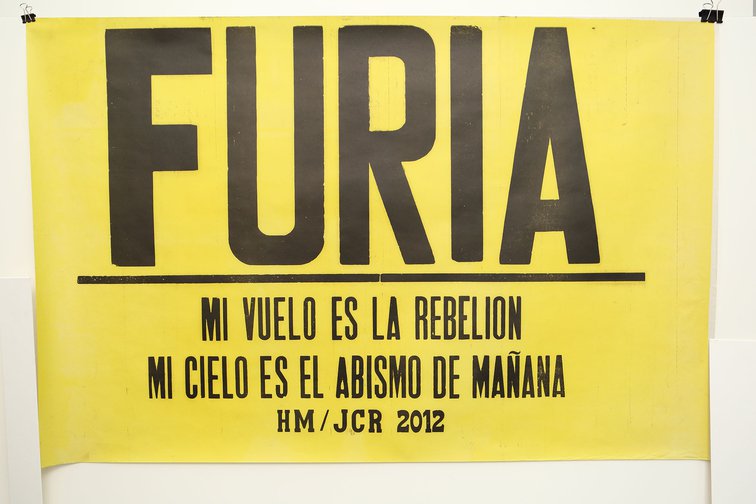 FURIA
MI VUELO ES LA REBELION
MI CIELO ES EL ABISMO DE MAÑANA
HM/JCR 2012